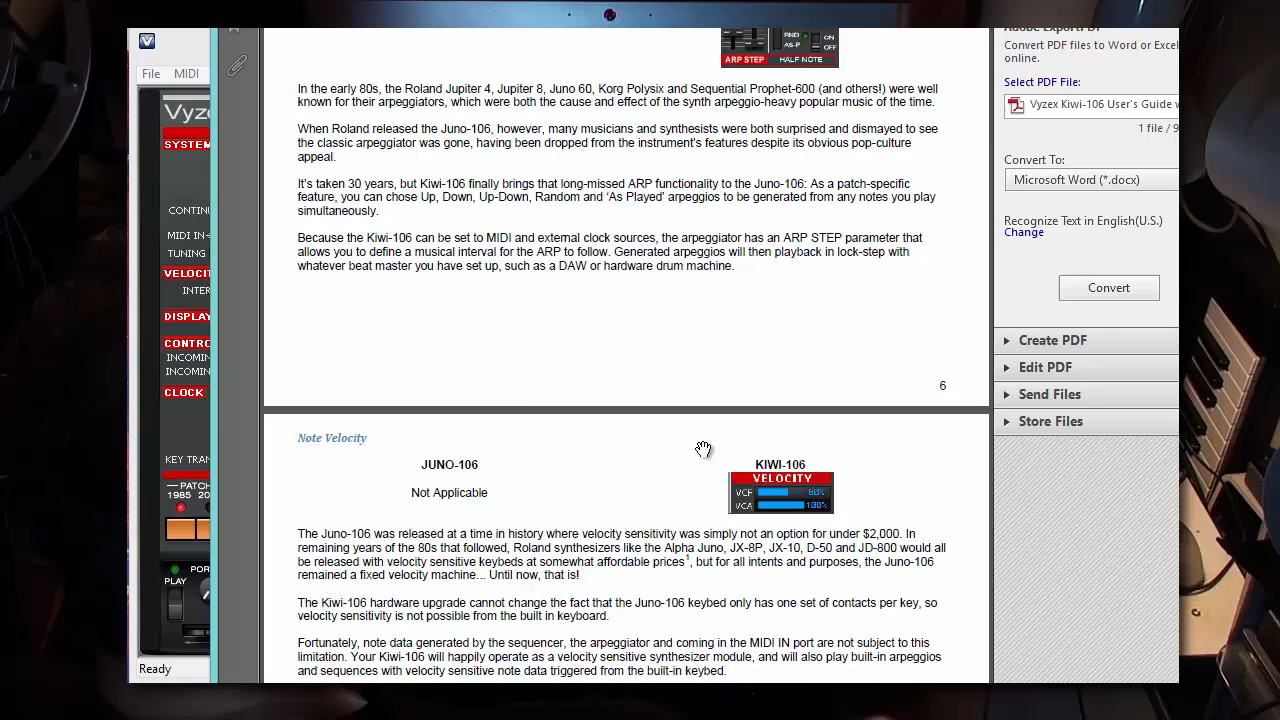 File MIDI
Vyzex
SYSTEM
MIDI IN
TUNING
VELOCITY
DISPLAY
INCOMIN
INCOMIN
CLOCK
KEY TRAN
PATCH
1985
PLAY
POR
Ready
RND
AS-P
ON
OFF
ARP STEP HALF NOTE
In the early 80s, the Roland Jupiter 4, Jupiter 8, Juno 60, Korg Polysix and Sequential Prophet-600 (and others!) were well
known for their arpeggiators, which were both the cause and effect of the synth arpeggio-heavy popular music of the time.
When Roland released the Juno-106, however, many musicians and synthesists were both surprised and dismayed to see
the classic arpeggiator was gone, having been dropped from the instrument's features despite its obvious pop-culture
appeal.
It's taken 30 years, but Kiwi-106 finally brings that long-missed ARP functionality to the Juno-106: As a patch-specific
feature, you can chose Up, Down, Up-Down, Random and 'As Played' arpeggios to be generated from any notes you play
simultaneously.
Because the Kiwi-106 can be set to MIDI and external clock sources, the arpeggiator has an ARP STEP parameter that
allows you to define a musical interval for the ARP to follow. Generated arpeggios will then playback in lock-step with
whatever beat master you have set up, such as a DAW or hardware drum machine.
6
Note Velocity
JUNO-106 KIWI-106
Not Applicable
VELOCITY
VCF 60%
VCA 100%
The Juno-106 was released at a time in history where velocity sensitivity was simply not an option for under $2,000. In
remaining years of the 80s that followed, Roland synthesizers like the Alpha Juno, JX-8P, JX-10, D-50 and JD-800 would all
be released with velocity sensitive keybeds at somewhat affordable prices¹, but for all intents and purposes, the Juno-106
remained a fixed velocity machine... Until now, that is!
The Kiwi-106 hardware upgrade cannot change the fact that the Juno-106 keybed only has one set of contacts per key, so
velocity sensitivity is not possible from the built in keyboard.
Fortunately, note data generated by the sequencer, the arpeggiator and coming in the MIDI IN port are not subject to this
limitation. Your Kiwi-106 will happily operate as a velocity sensitive synthesizer module, and will also play built-in arpeggios
and sequences with velocity sensitive note data triggered from the built-in keybed.
Adobe ExportPDF
Convert PDF files to Word or Excel
online.
Select PDF File:
Vyzex Kiwi-106 User's Guide w
1 file / 9
Convert To:
Microsoft Word (*.docx)
Recognize Text in English(U.S.)
Change
Convert
Create PDF
Edit PDF
Send Files
Store Files